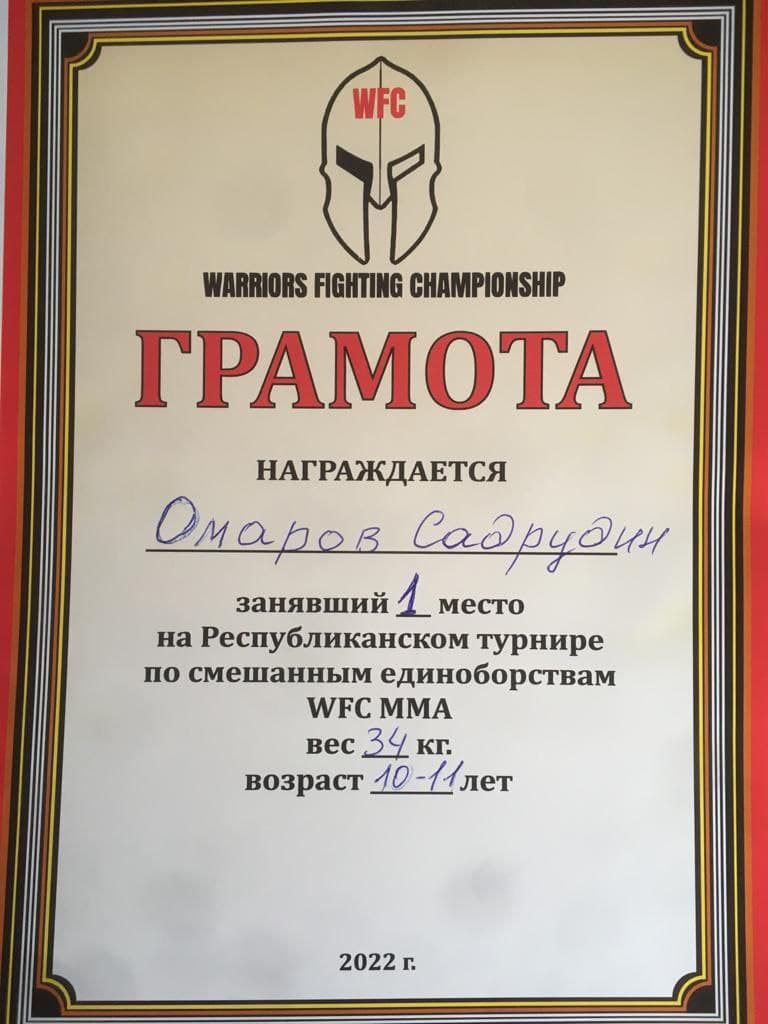 WFC
WARRIORS FIGHTING CHAMPIONSHIP
ГРАМОТА
НАГРАЖДАЕТСЯ
Омаров Садрудин
занявший 1 место
на Республиканском турнире
по смешанным единоборствам
WFC MMA
вес 34 кг.
возраст 10-11 лет
2022 г.